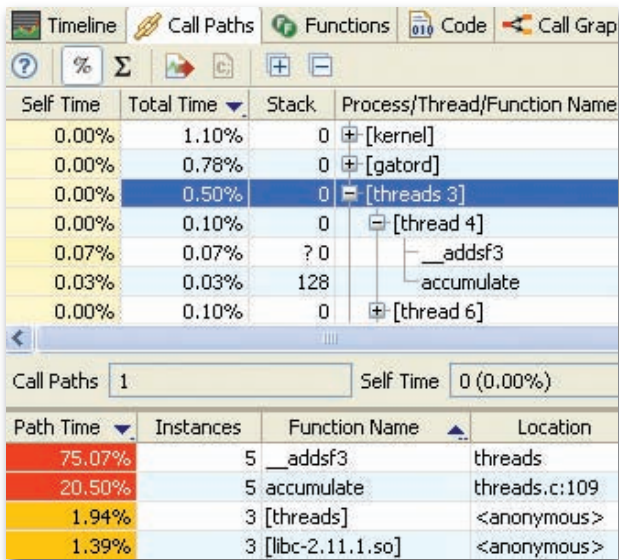 Timeline Call Paths Functions Code Call Grap
? % Σ c:
Self Time Total Time Stack Process/Thread/Function Name
0.00% 1.10% 0 [kernel]
0.00% 0.78% 0 [gatord]
0.00% 0.50% 0 [threads 3]
0.00% 0.10% 0 [thread 4]
0.07% 0.07% ? 0 __addsf3
0.03% 0.03% 128 accumulate
0.00% 0.10% 0 [thread 6]
Call Paths 1 Self Time 0 (0.00%)
Path Time Instances Function Name Location
75.07% 5 __addsf3 threads
20.50% 5 accumulate threads.c:109
1.94% 3 [threads] <anonymous>
1.39% 3 [libc-2.11.1.so] <anonymous>